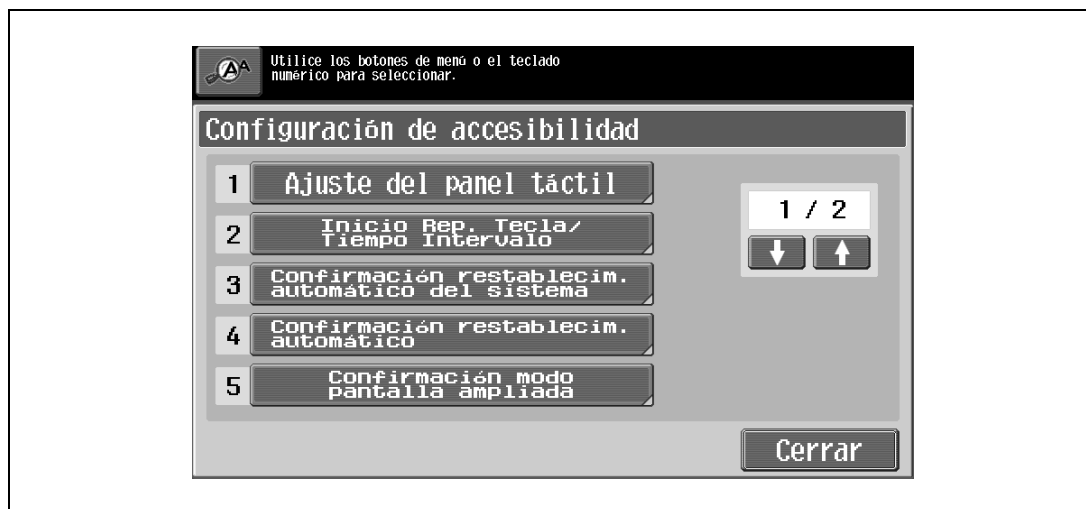 Utilice los botones de menú o el teclado
numérico para seleccionar.
Configuración de accesibilidad
1 Ajuste del panel táctil
2 Inicio Rep. Tecla/
Tiempo Intervalo
3 Confirmación restablecim.
automático del sistema
4 Confirmación restablecim.
automático
5 Confirmación modo
pantalla ampliada
1 / 2
Cerrar